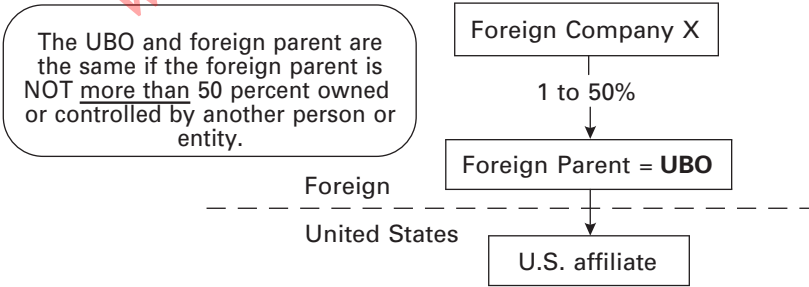 The UBO and foreign parent are
the same if the foreign parent is
NOT more than 50 percent owned
or controlled by another person or
entity.
Foreign Company X
1 to 50%
Foreign Parent = UBO
Foreign
United States
U.S. affiliate